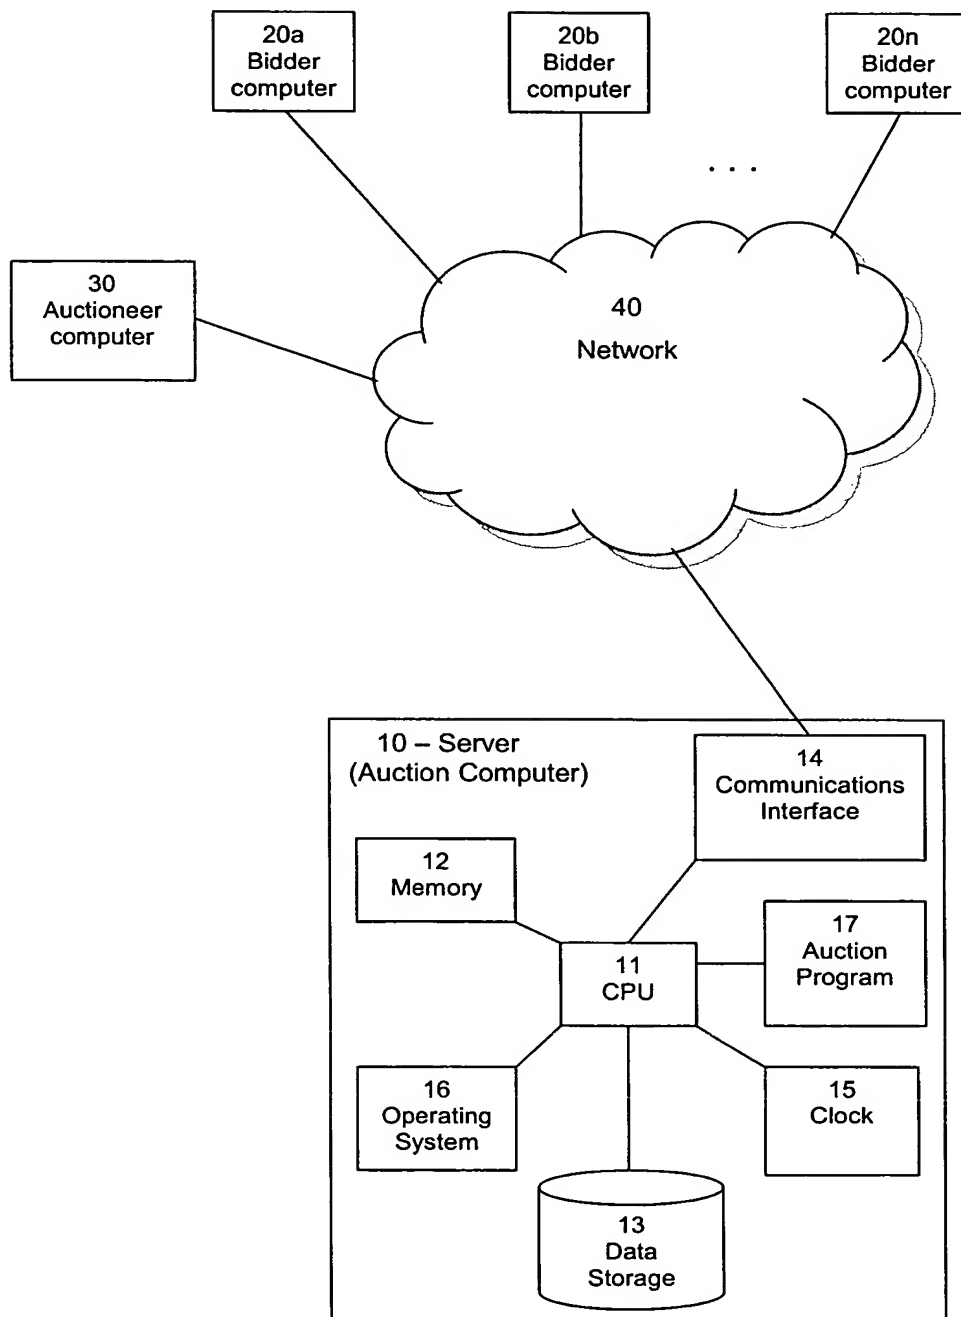 20a
Bidder
computer
20b
Bidder
computer
20n
Bidder
computer
. . .
30
Auctioneer
computer
40
Network
10 – Server
(Auction Computer)
14
Communications
Interface
12
Memory
17
Auction
Program
11
CPU
16
Operating
System
15
Clock
13
Data
Storage